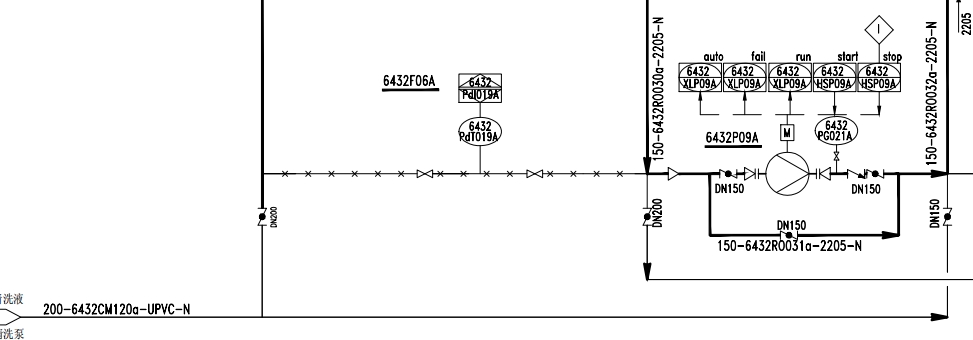 2205
I
auto fail run start stop
6432 6432 6432 6432 6432
XLP09A XLP09A XLP09A HSP09A HSP09A
6432F06A
6432
PdI019A
6432
PdT019A
150-6432R0030a-2205-N
150-6432R0032a-2205-N
6432P09A
M
6432
PG021A
DN150
DN150
DN200
DN200
DN150
DN150
150-6432R0031a-2205-N
洗液
200-6432CM120a-UPVC-N
洗泵